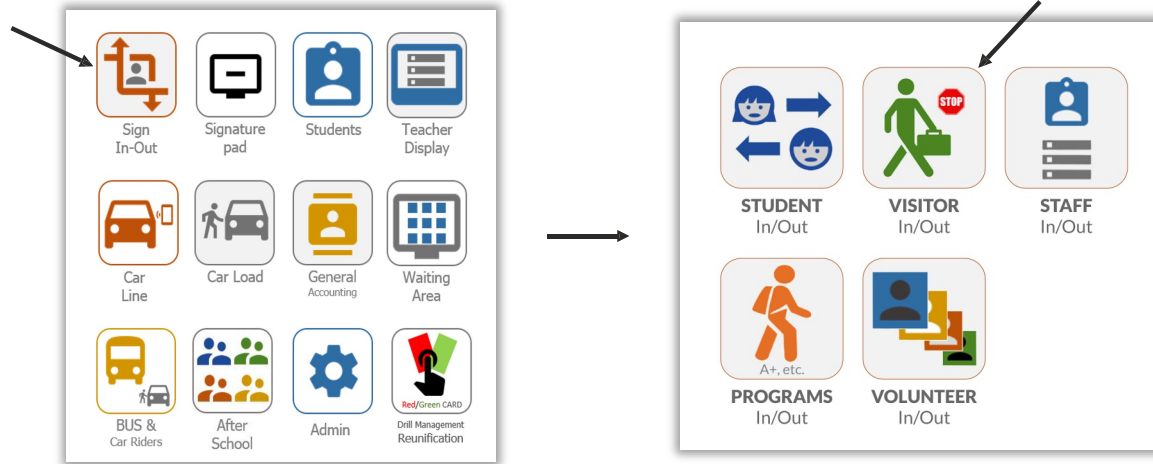 Sign
In-Out
Signature
pad
Students
Teacher
Display
Car
Line
Car Load
General
Accounting
Waiting
Area
BUS &
Car Riders
After
School
Admin
Red/Green CARD
Drill Management
Reunification
STOP
STUDENT
In/Out
VISITOR
In/Out
STAFF
In/Out
A+, etc.
PROGRAMS
In/Out
VOLUNTEER
In/Out